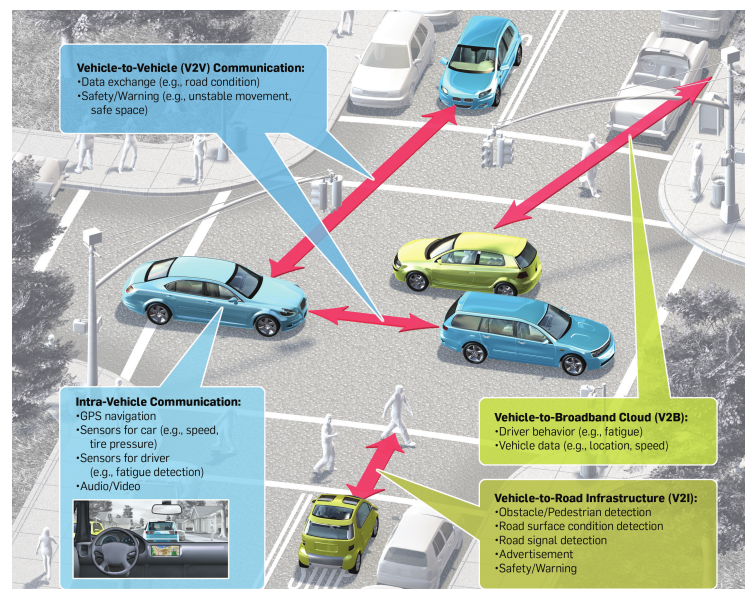 Vehicle-to-Vehicle (V2V) Communication:
•Data exchange (e.g., road condition)
•Safety/Warning (e.g., unstable movement,
safe space)
Intra-Vehicle Communication:
•GPS navigation
•Sensors for car (e.g., speed,
tire pressure)
•Sensors for driver
(e.g., fatigue detection)
•Audio/Video
Vehicle-to-Broadband Cloud (V2B):
•Driver behavior (e.g., fatigue)
•Vehicle data (e.g., location, speed)
Vehicle-to-Road Infrastructure (V2I):
•Obstacle/Pedestrian detection
•Road surface condition detection
•Road signal detection
•Advertisement
•Safety/Warning